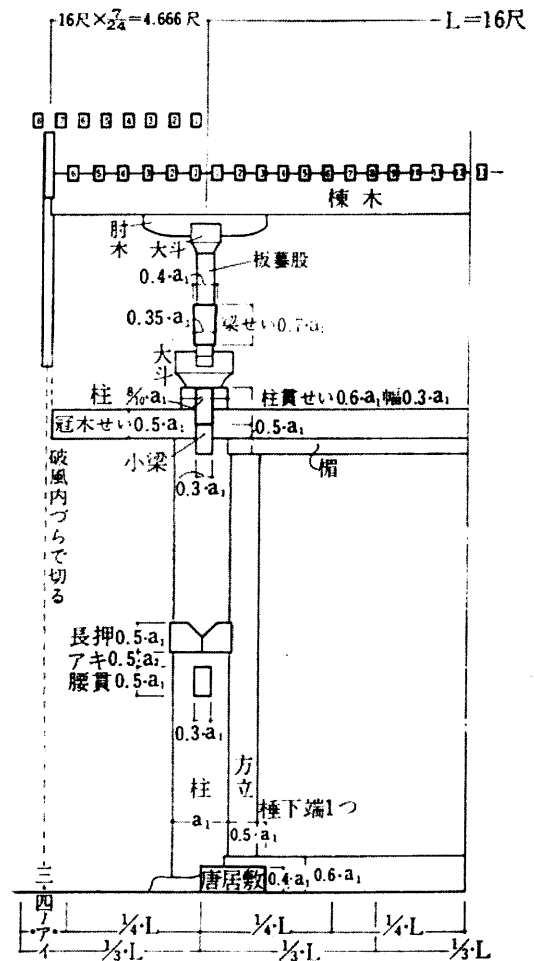 16尺×7/24=4.666尺
L=16尺
棟木
肘木
大斗
板蟇股
0.4·a₁
0.35·a₁
梁せい0.7·a₁
大斗
柱 8/10·a₁
柱貫せい0.6·a₁幅0.3·a₁
冠木せい0.5·a₁
0.5·a₁
小梁
楣
0.3·a₁
破風内づらで切る
長押0.5·a₁
アキ0.5·a₁
腰貫0.5·a₁
0.3·a₁
柱
方立
a₁
0.5·a₁
唐居敷
0.4·a₁
0.6·a₁
三ノイ
四ノア
1/4·L
1/4·L
1/4·L
1/3·L
1/3·L
1/3·L